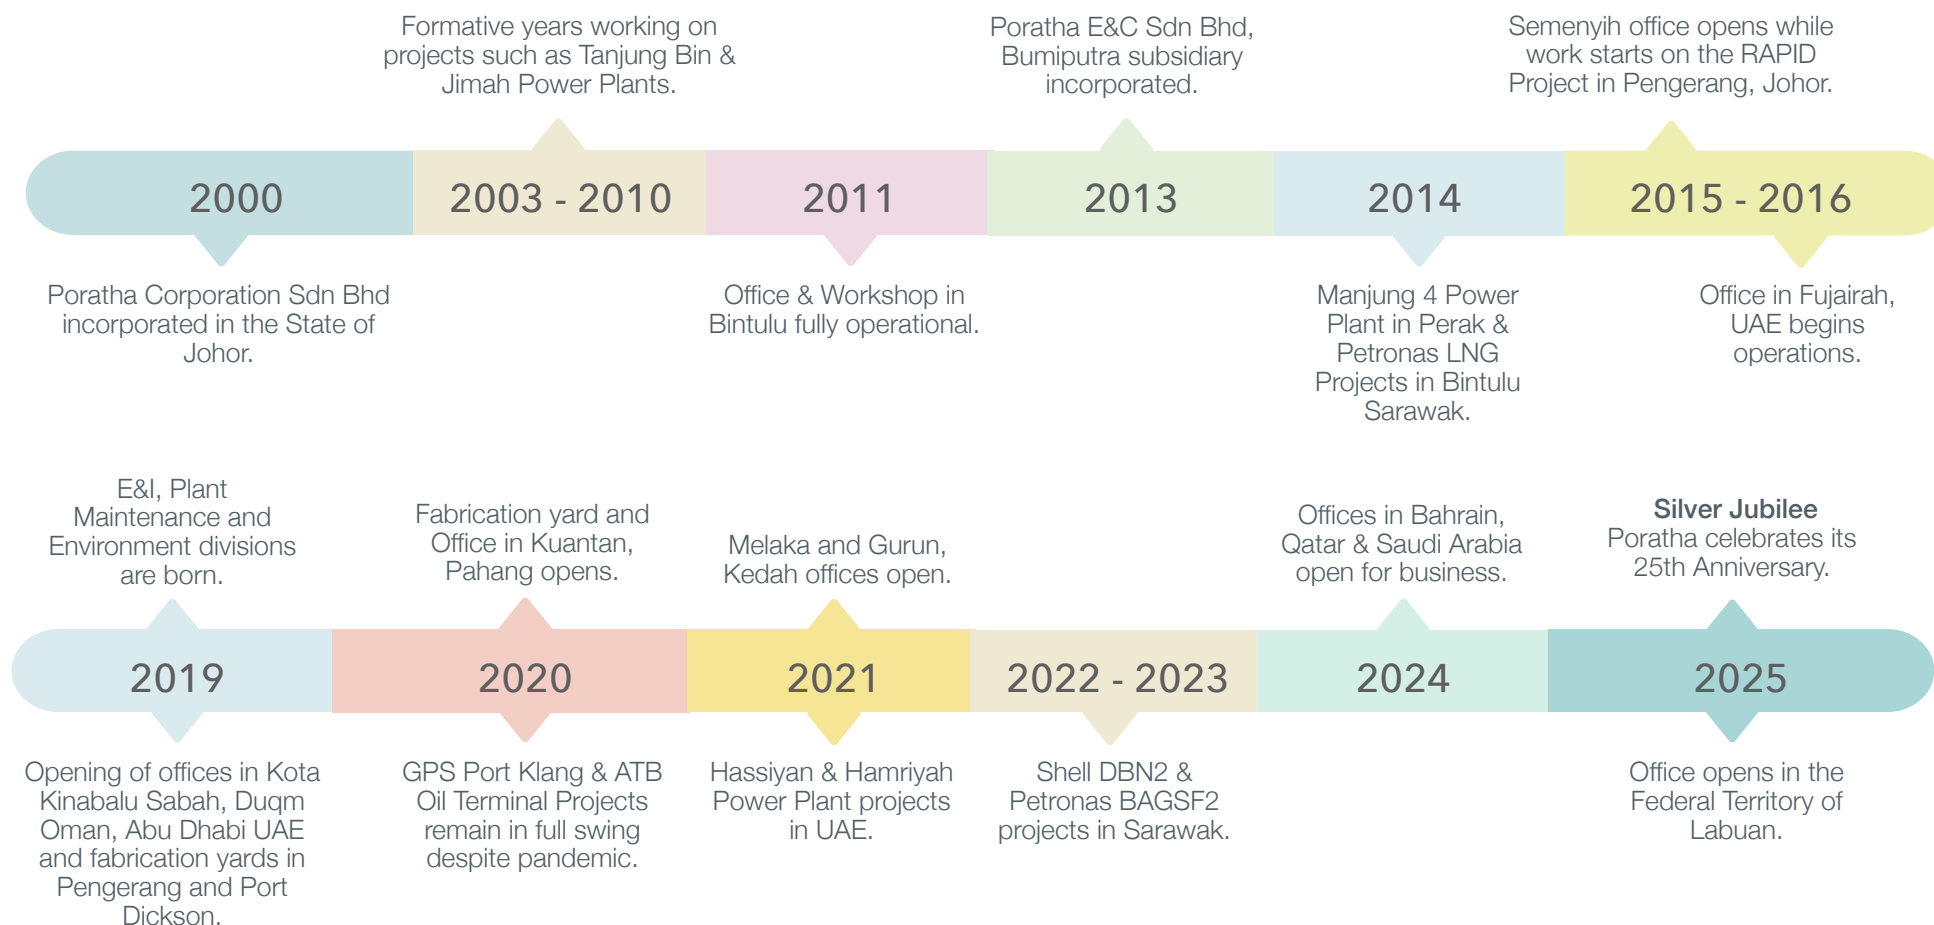 Formative years working on
projects such as Tanjung Bin &
Jimah Power Plants.
Poratha E&C Sdn Bhd,
Bumiputra subsidiary
incorporated.
Semenyih office opens while
work starts on the RAPID
Project in Pengerang, Johor.
2000
2003 - 2010
2011
2013
2014
2015 - 2016
Poratha Corporation Sdn Bhd
incorporated in the State of
Johor.
Office & Workshop in
Bintulu fully operational.
Manjung 4 Power
Plant in Perak &
Petronas LNG
Projects in Bintulu
Sarawak.
Office in Fujairah,
UAE begins
operations.
E&I, Plant
Maintenance and
Environment divisions
are born.
Fabrication yard and
Office in Kuantan,
Pahang opens.
Melaka and Gurun,
Kedah offices open.
Offices in Bahrain,
Qatar & Saudi Arabia
open for business.
Silver Jubilee
Poratha celebrates its
25th Anniversary.
2019
2020
2021
2022 - 2023
2024
2025
Opening of offices in Kota
Kinabalu Sabah, Duqm
Oman, Abu Dhabi UAE
and fabrication yards in
Pengerang and Port
Dickson.
GPS Port Klang & ATB
Oil Terminal Projects
remain in full swing
despite pandemic.
Hassiyan & Hamriyah
Power Plant projects
in UAE.
Shell DBN2 &
Petronas BAGSF2
projects in Sarawak.
Office opens in the
Federal Territory of
Labuan.